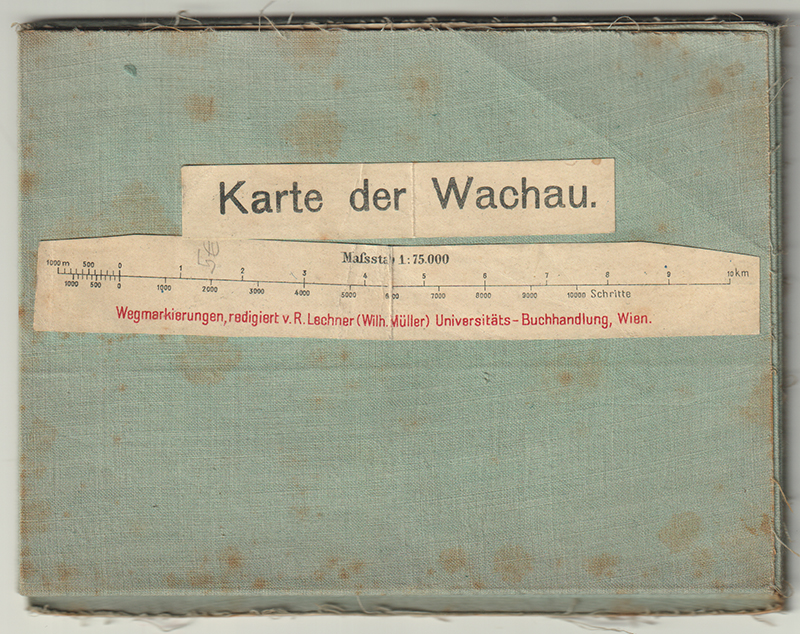 Karte der Wachau.
Maſsstab 1:75.000
1000 m 500 0 1 2 3 4 5 6 7 8 9 10 km
1000 500 0 1000 2000 3000 4000 5000 6000 7000 8000 9000 10000 Schritte
Wegmarkierungen, redigiert v. R. Lechner (Wilh. Müller) Universitäts-Buchhandlung, Wien.